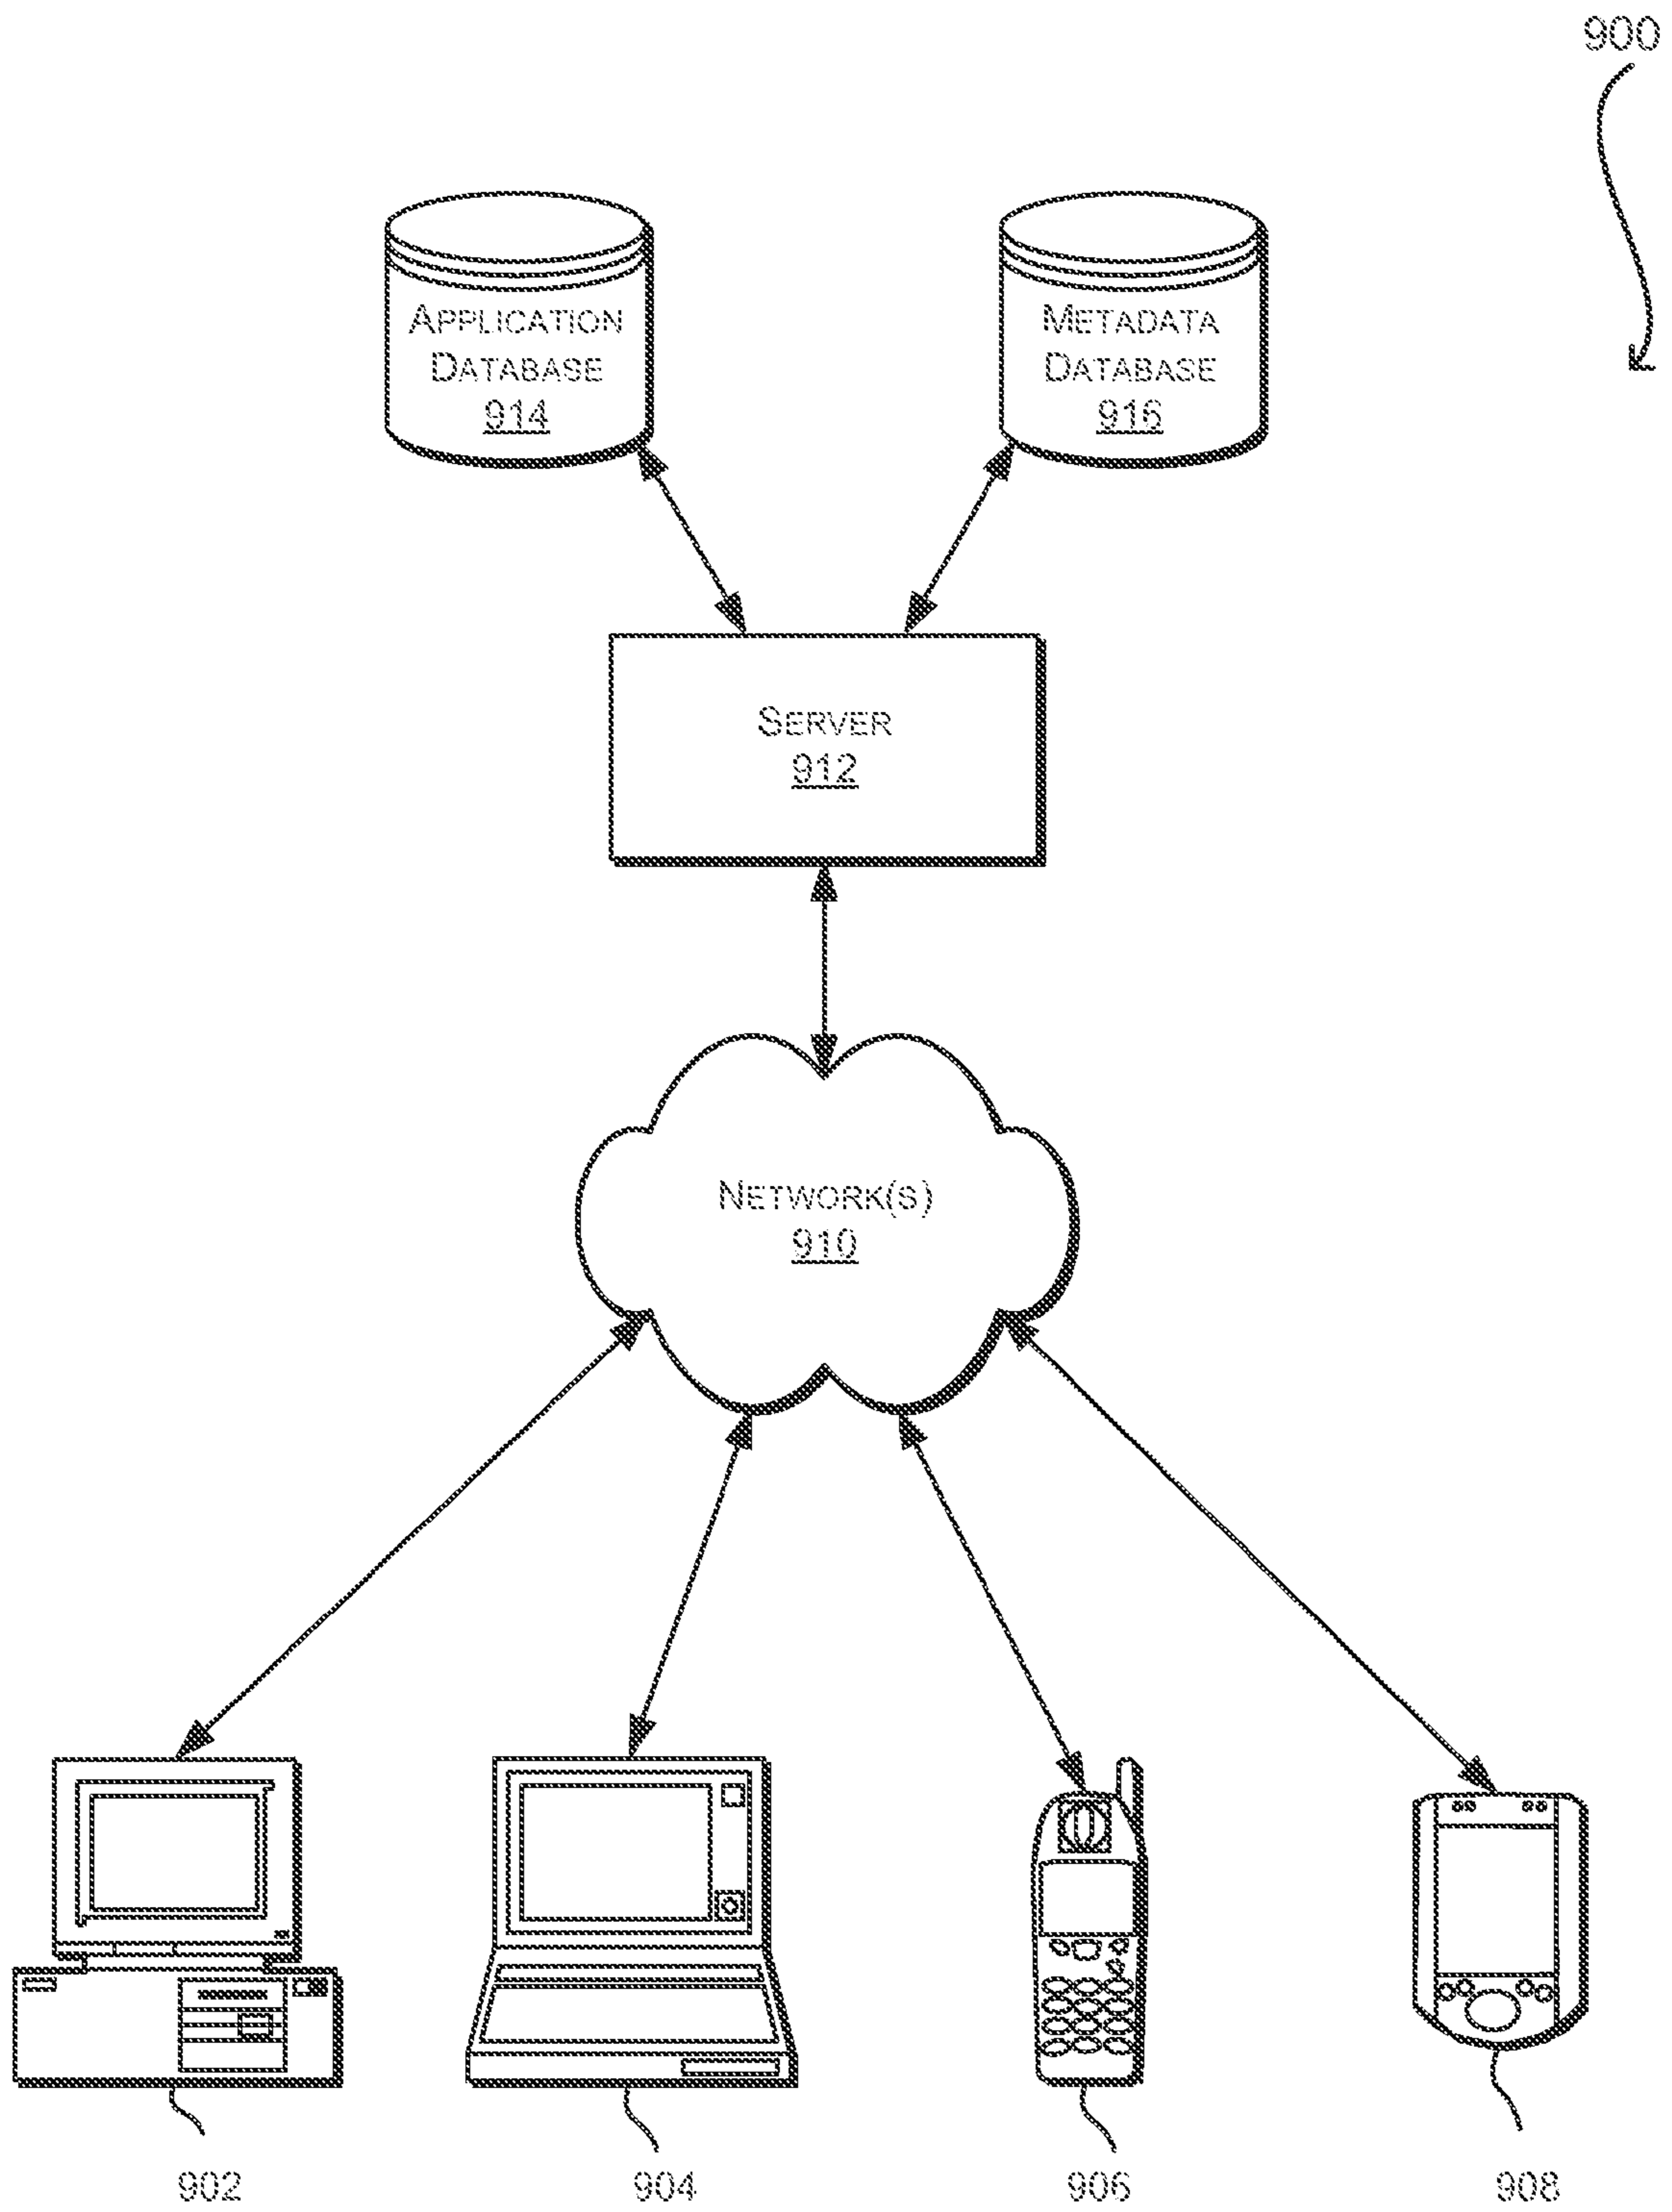 900
APPLICATION
DATABASE
914
METADATA
DATABASE
916
SERVER
912
NETWORK(S)
910
902
904
906
908